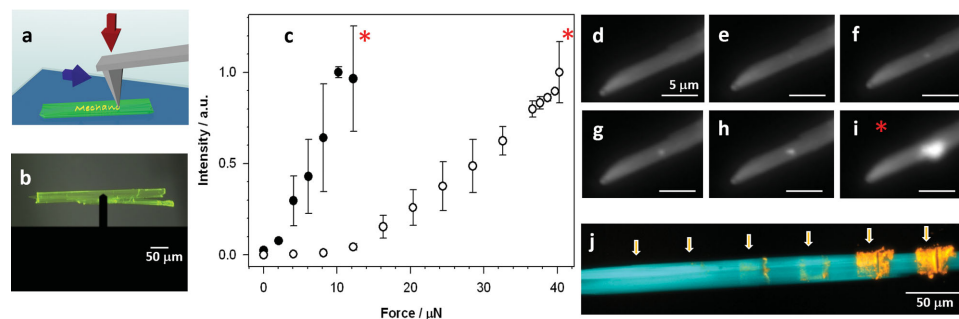 a
Mechano
b
50 μm
c
Intensity / a.u.
1.0
0.5
0.0
0
10
20
30
40
Force / μN
*
*
d
5 μm
e
f
g
h
i
*
j
50 μm